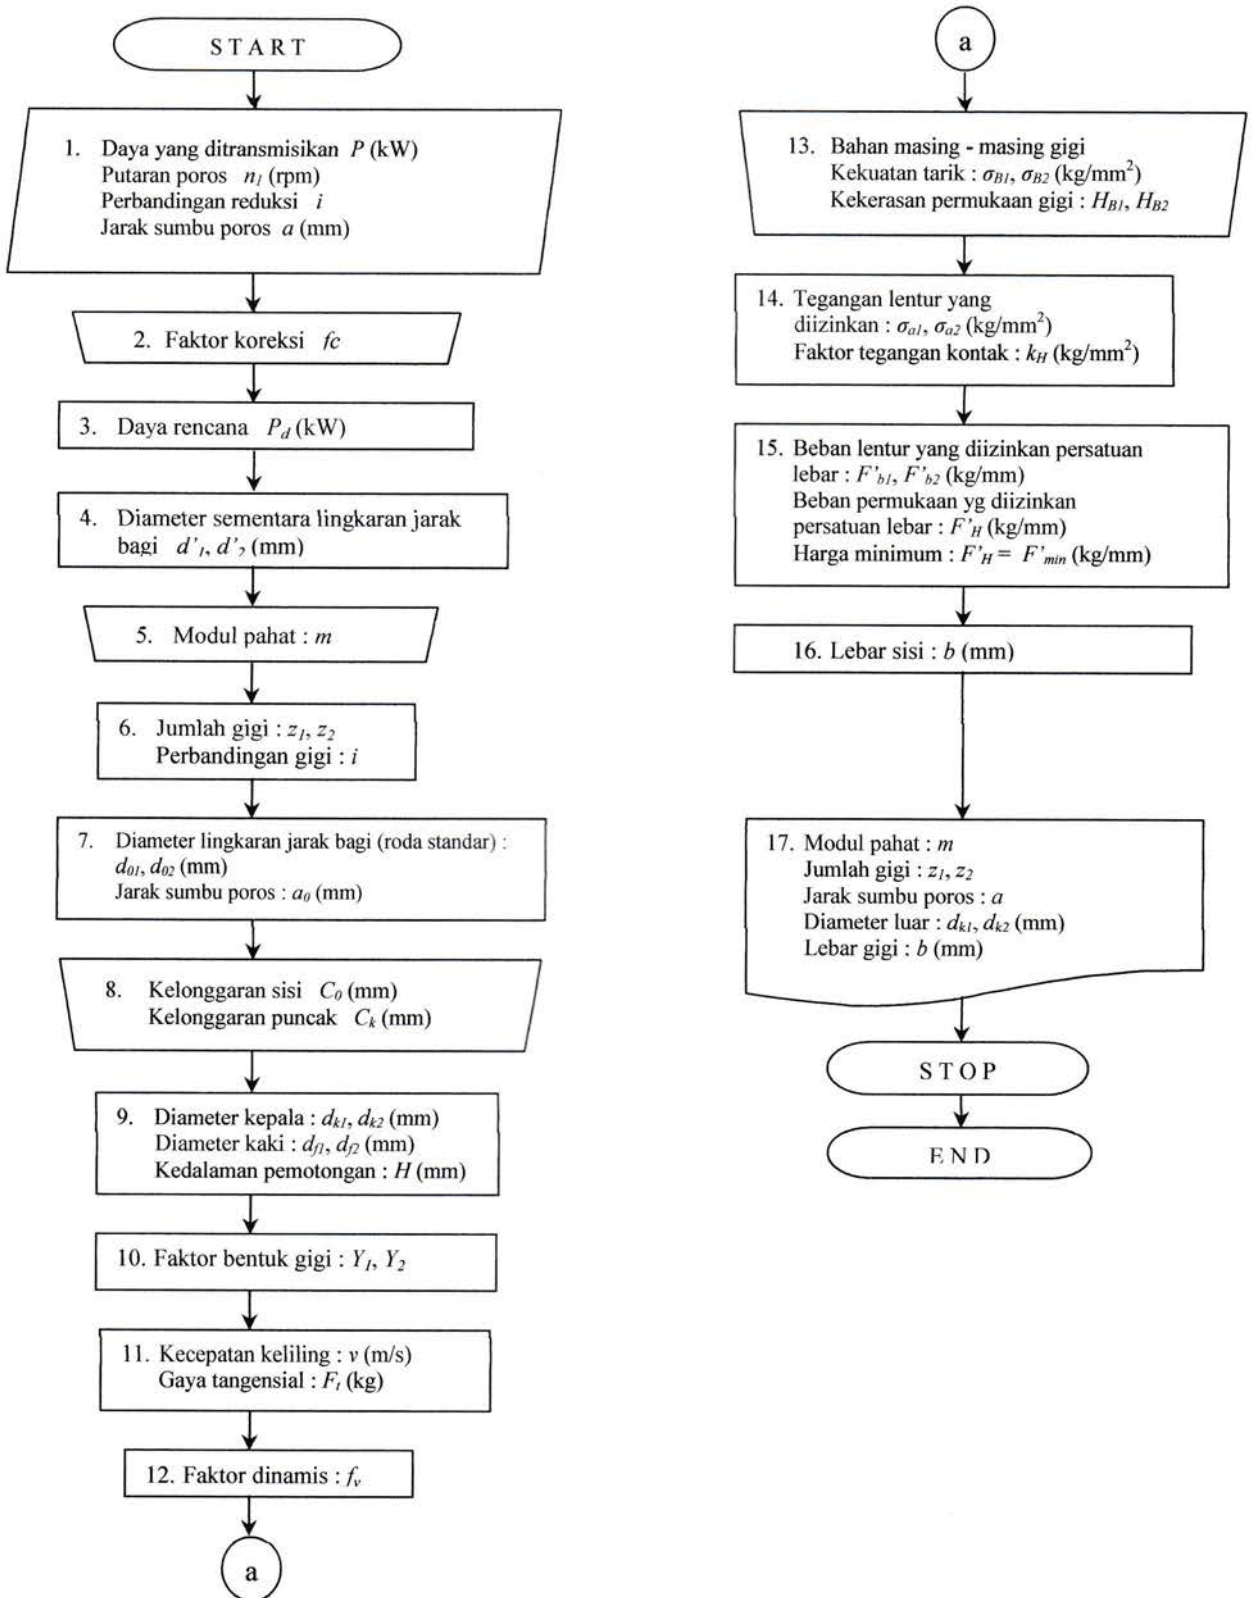 START
1. Daya yang ditransmisikan P (kW)
Putaran poros n1 (rpm)
Perbandingan reduksi i
Jarak sumbu poros a (mm)
2. Faktor koreksi fc
3. Daya rencana Pd (kW)
4. Diameter sementara lingkaran jarak
bagi d'1, d'2 (mm)
5. Modul pahat : m
6. Jumlah gigi : z1, z2
Perbandingan gigi : i
7. Diameter lingkaran jarak bagi (roda standar) :
d01, d02 (mm)
Jarak sumbu poros : a0 (mm)
8. Kelonggaran sisi C0 (mm)
Kelonggaran puncak Ck (mm)
9. Diameter kepala : dk1, dk2 (mm)
Diameter kaki : df1, df2 (mm)
Kedalaman pemotongan : H (mm)
10. Faktor bentuk gigi : Y1, Y2
11. Kecepatan keliling : v (m/s)
Gaya tangensial : Ft (kg)
12. Faktor dinamis : fv
a
a
13. Bahan masing - masing gigi
Kekuatan tarik : σB1, σB2 (kg/mm²)
Kekerasan permukaan gigi : HB1, HB2
14. Tegangan lentur yang
diizinkan : σa1, σa2 (kg/mm²)
Faktor tegangan kontak : kH (kg/mm²)
15. Beban lentur yang diizinkan persatuan
lebar : F'b1, F'b2 (kg/mm)
Beban permukaan yg diizinkan
persatuan lebar : F'H (kg/mm)
Harga minimum : F'H = F'min (kg/mm)
16. Lebar sisi : b (mm)
17. Modul pahat : m
Jumlah gigi : z1, z2
Jarak sumbu poros : a
Diameter luar : dk1, dk2 (mm)
Lebar gigi : b (mm)
STOP
END